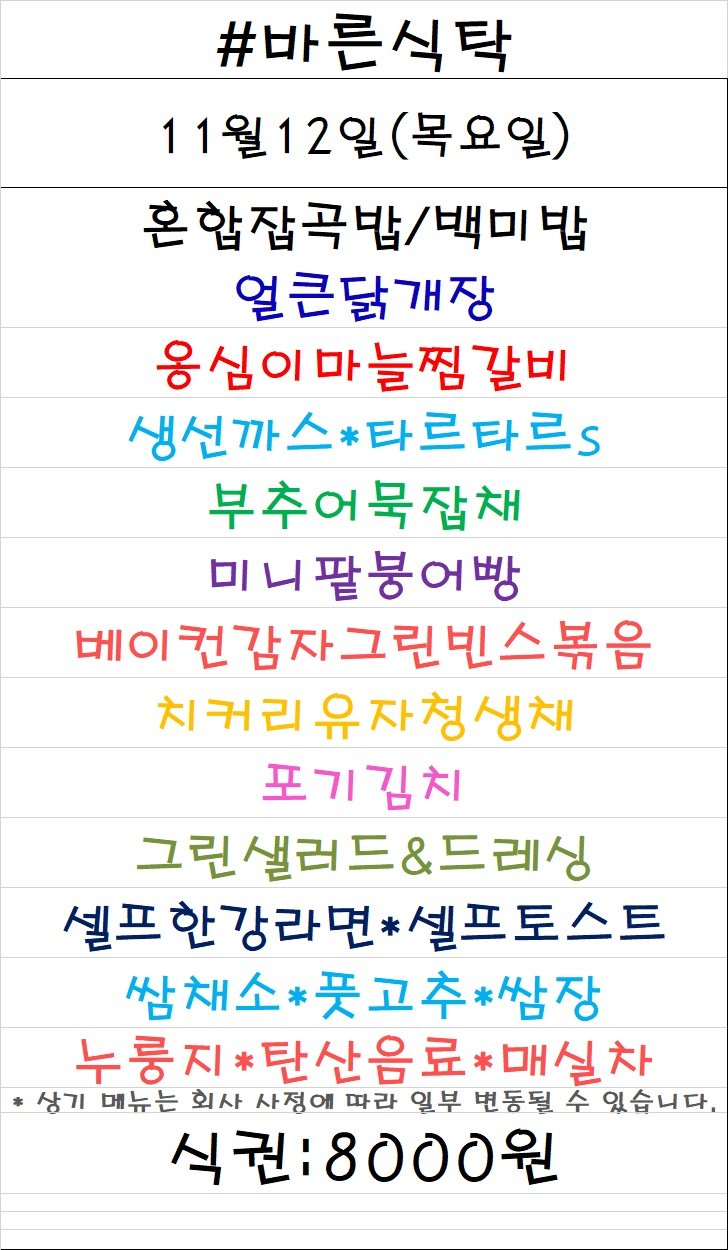 #바른식탁
11월12일(목요일)
혼합잡곡밥/백미밥
얼큰닭개장
옹심이마늘찜갈비
생선까스*타르타르s
부추어묵잡채
미니팥붕어빵
베이컨감자그린빈스볶음
치커리유자청생채
포기김치
그린샐러드&드레싱
셀프한강라면*셀프토스트
쌈채소*풋고추*쌈장
누룽지*탄산음료*매실차
* 상기 메뉴는 회사 사정에 따라 일부 변동될 수 있습니다.
식권:8000원